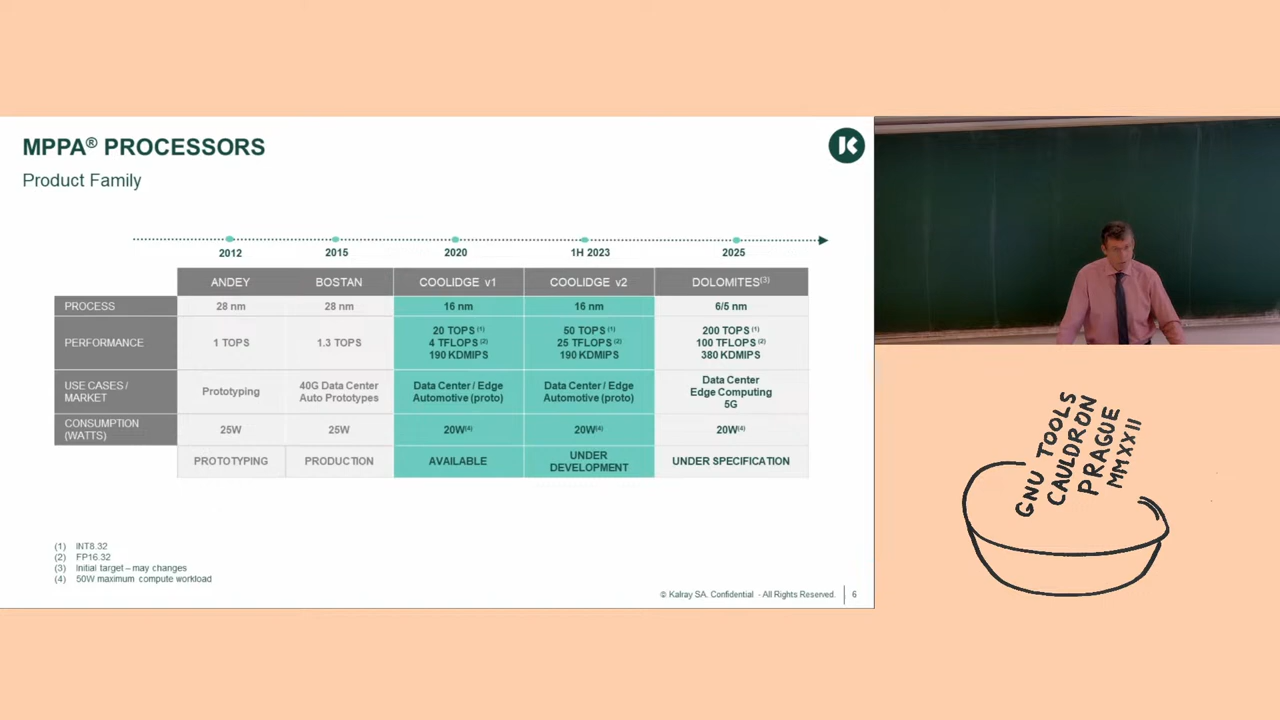 MPPA® PROCESSORS
Product Family
2012 2015 2020 1H 2023 2025
ANDEY BOSTAN COOLIDGE v1 COOLIDGE v2 DOLOMITES(3)
PROCESS 28 nm 28 nm 16 nm 16 nm 6/5 nm
PERFORMANCE 1 TOPS 1.3 TOPS
20 TOPS (1)
4 TFLOPS (2)
190 KDMIPS
50 TOPS (1)
25 TFLOPS (2)
190 KDMIPS
200 TOPS (1)
100 TFLOPS (2)
380 KDMIPS
USE CASES /
MARKET
Prototyping
40G Data Center
Auto Prototypes
Data Center / Edge
Automotive (proto)
Data Center / Edge
Automotive (proto)
Data Center
Edge Computing
5G
CONSUMPTION
(WATTS)
25W 25W 20W(4) 20W(4) 20W(4)
PROTOTYPING PRODUCTION AVAILABLE
UNDER
DEVELOPMENT
UNDER SPECIFICATION
(1) INT8.32
(2) FP16.32
(3) Initial target – may changes
(4) 50W maximum compute workload
© Kalray SA. Confidential - All Rights Reserved. 6
GNU TOOLS
CAULDRON
PRAGUE
MMXXII